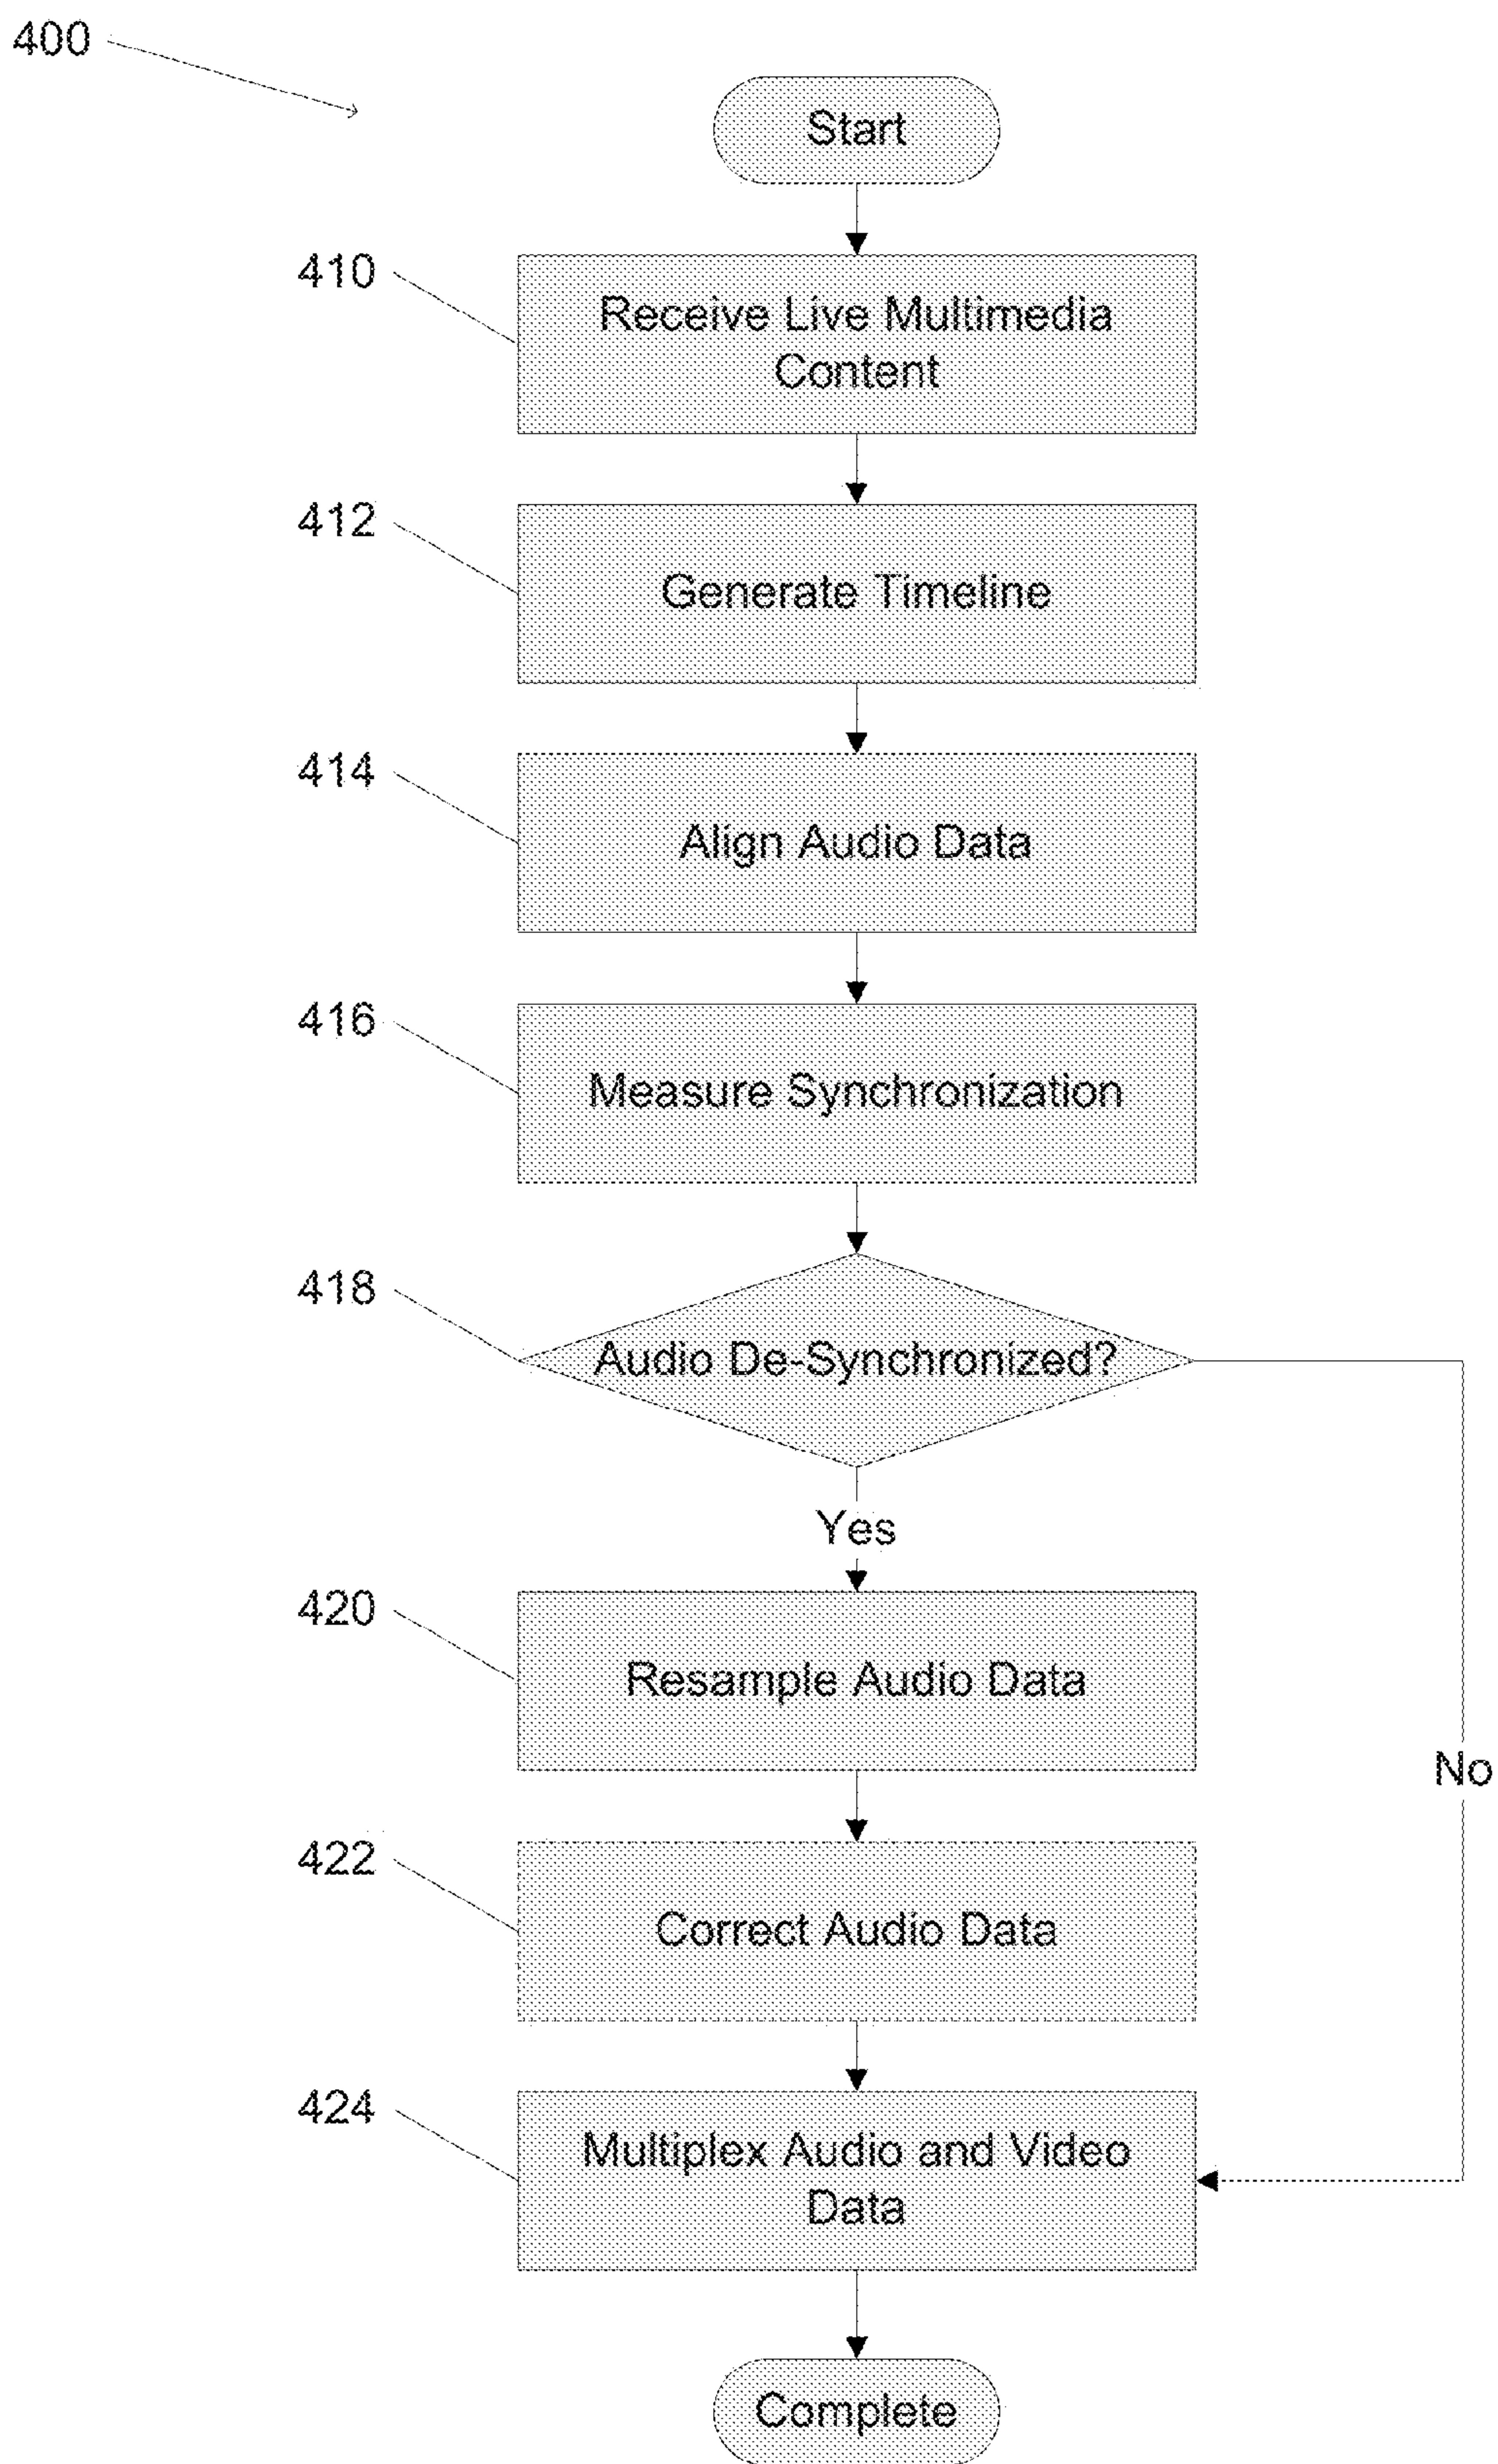 400
Start
410
Receive Live Multimedia
Content
412
Generate Timeline
414
Align Audio Data
416
Measure Synchronization
418
Audio De-Synchronized?
Yes
420
Resample Audio Data
No
422
Correct Audio Data
424
Multiplex Audio and Video
Data
Complete